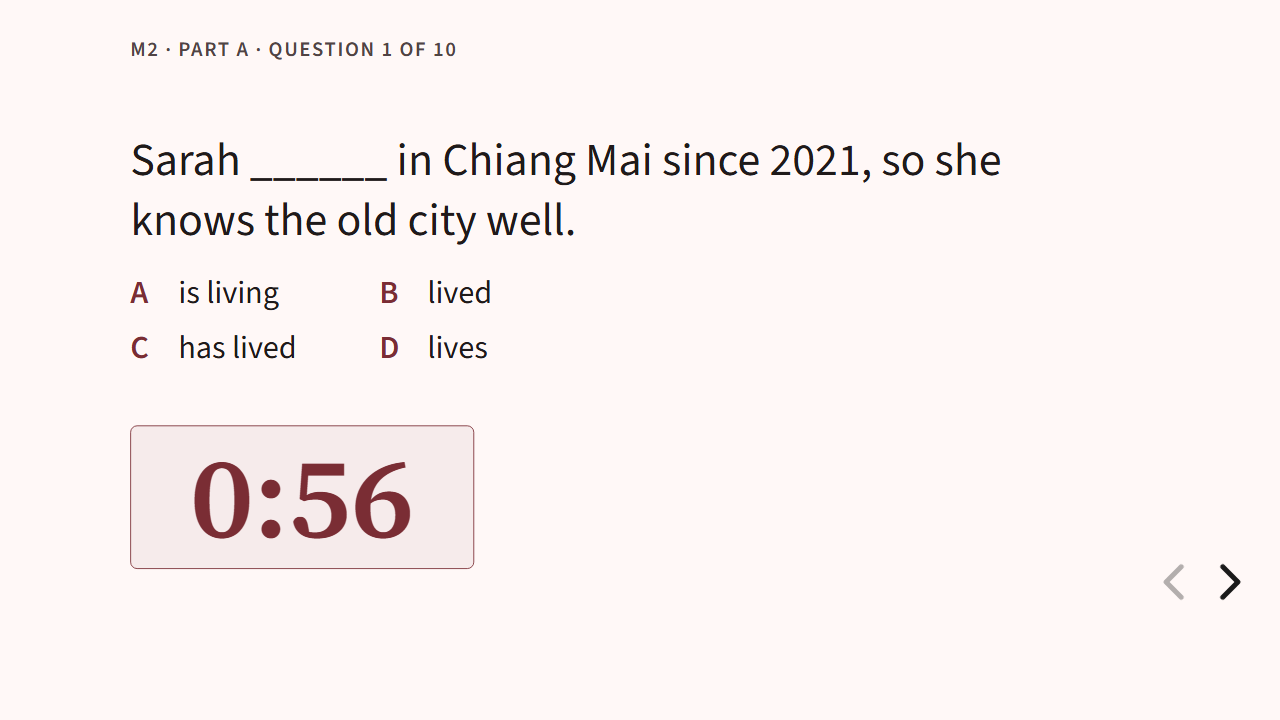 M2 · PART A · QUESTION 1 OF 10
Sarah ______ in Chiang Mai since 2021, so she
knows the old city well.
A is living B lived
C has lived D lives
0:56